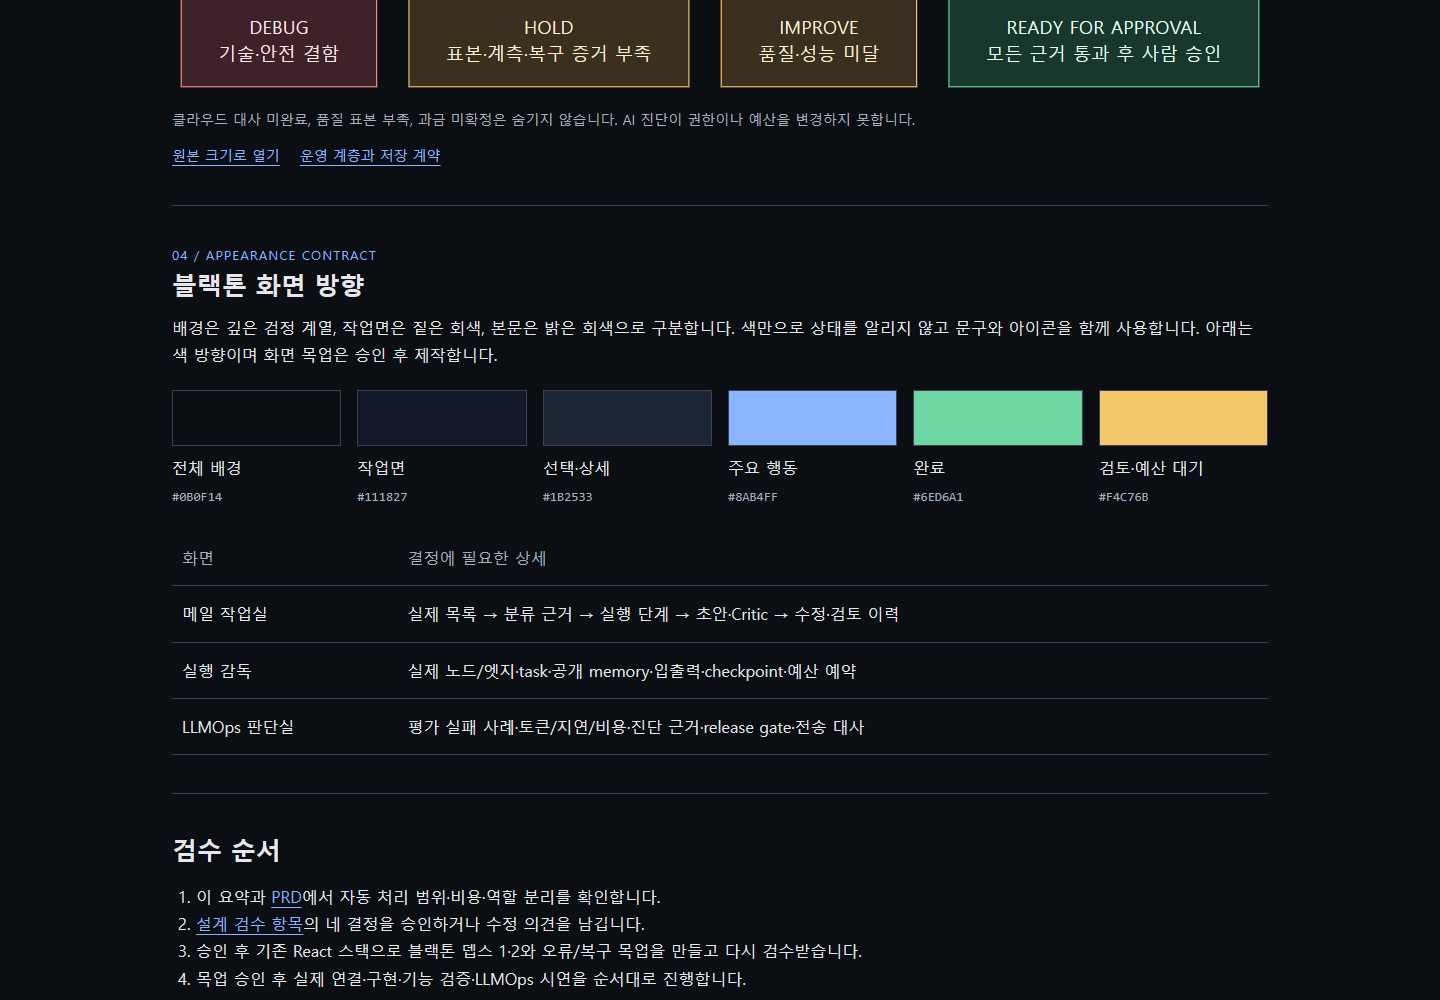 DEBUG
기술·안전 결함
HOLD
표본·계측·복구 증거 부족
IMPROVE
품질·성능 미달
READY FOR APPROVAL
모든 근거 통과 후 사람 승인
클라우드 대사 미완료, 품질 표본 부족, 과금 미확정은 숨기지 않습니다. AI 진단이 권한이나 예산을 변경하지 못합니다.
원본 크기로 열기 운영 계층과 저장 계약
04 / APPEARANCE CONTRACT
블랙톤 화면 방향
배경은 깊은 검정 계열, 작업면은 짙은 회색, 본문은 밝은 회색으로 구분합니다. 색만으로 상태를 알리지 않고 문구와 아이콘을 함께 사용합니다. 아래는
색 방향이며 화면 목업은 승인 후 제작합니다.
전체 배경
#0B0F14
작업면
#111827
선택·상세
#1B2533
주요 행동
#8AB4FF
완료
#6ED6A1
검토·예산 대기
#F4C76B
화면 결정에 필요한 상세
메일 작업실 실제 목록 → 분류 근거 → 실행 단계 → 초안·Critic → 수정·검토 이력
실행 감독 실제 노드/엣지·task·공개 memory·입출력·checkpoint·예산 예약
LLMOps 판단실 평가 실패 사례·토큰/지연/비용·진단 근거·release gate·전송 대사
검수 순서
1. 이 요약과 PRD에서 자동 처리 범위·비용·역할 분리를 확인합니다.
2. 설계 검수 항목의 네 결정을 승인하거나 수정 의견을 남깁니다.
3. 승인 후 기존 React 스택으로 블랙톤 뎁스 1·2와 오류/복구 목업을 만들고 다시 검수받습니다.
4. 목업 승인 후 실제 연결·구현·기능 검증·LLMOps 시연을 순서대로 진행합니다.